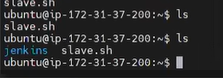 slave.sh
ubuntu@ip-172-31-37-200:~$ ls
slave.sh
ubuntu@ip-172-31-37-200:~$ ls
jenkins  slave.sh
ubuntu@ip-172-31-37-200:~$